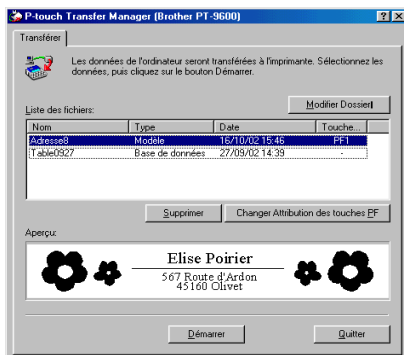 P-touch Transfer Manager (Brother PT-9600)
Transférer
Les données de l'ordinateur seront transférées à l'imprimante. Sélectionnez les
données, puis cliquez sur le bouton Démarrer.
Liste des fichiers:
Modifier Dossier
Nom Type Date Touche...
Adresse8 Modèle 16/10/02 15:46 PF1
Table0927 Base de données 27/09/02 14:39 -
Supprimer Changer Attribution des touches PF
Aperçu:
Elise Poirier
567 Route d'Ardon
45160 Olivet
Démarrer Quitter